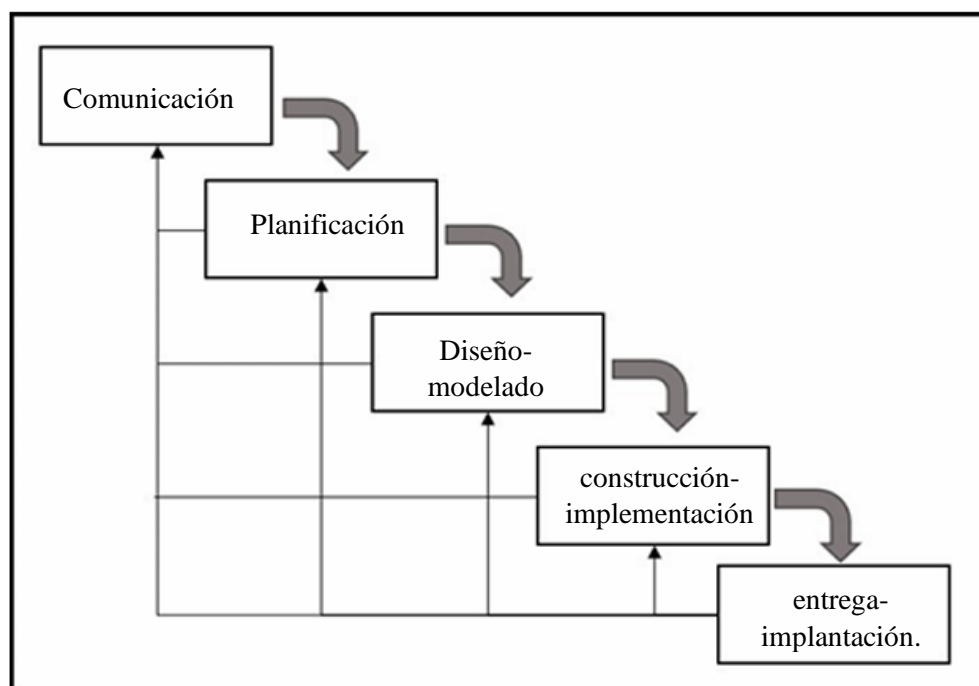 Comunicación
Planificación
Diseño-
modelado
construcción-
implementación
entrega-
implantación.